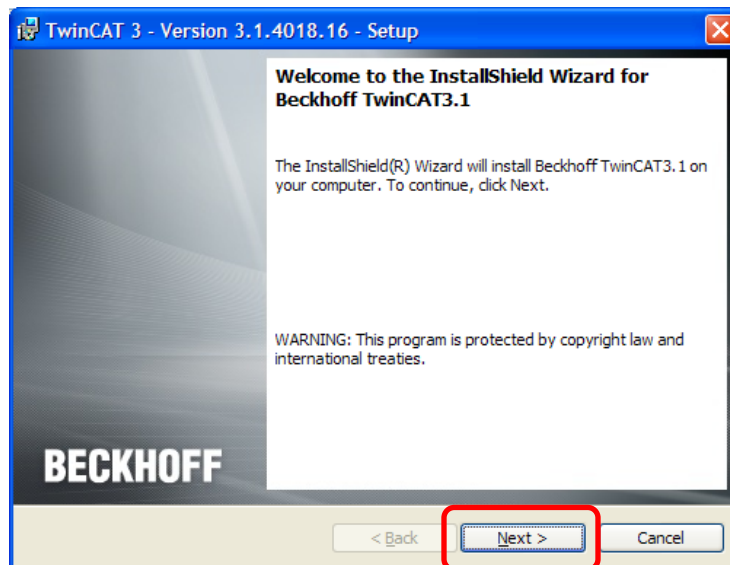 TwinCAT 3 - Version 3.1.4018.16 - Setup
Welcome to the InstallShield Wizard for
Beckhoff TwinCAT3.1
The InstallShield(R) Wizard will install Beckhoff TwinCAT3.1 on
your computer. To continue, click Next.
WARNING: This program is protected by copyright law and
international treaties.
BECKHOFF
< Back Next > Cancel